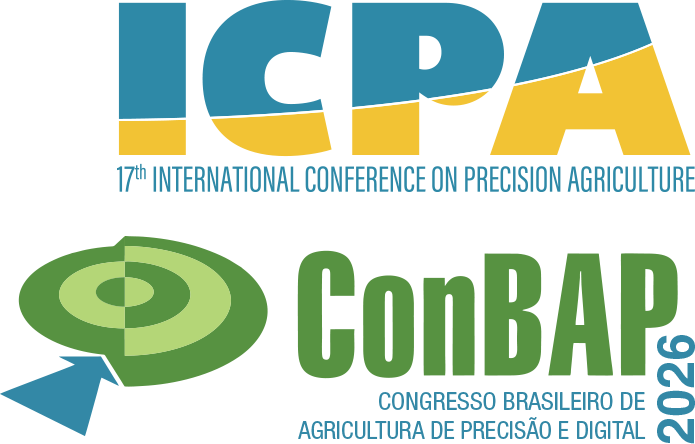 ICPA
17th INTERNATIONAL CONFERENCE ON PRECISION AGRICULTURE
ConBAP
2026
CONGRESSO BRASILEIRO DE
AGRICULTURA DE PRECISÃO E DIGITAL